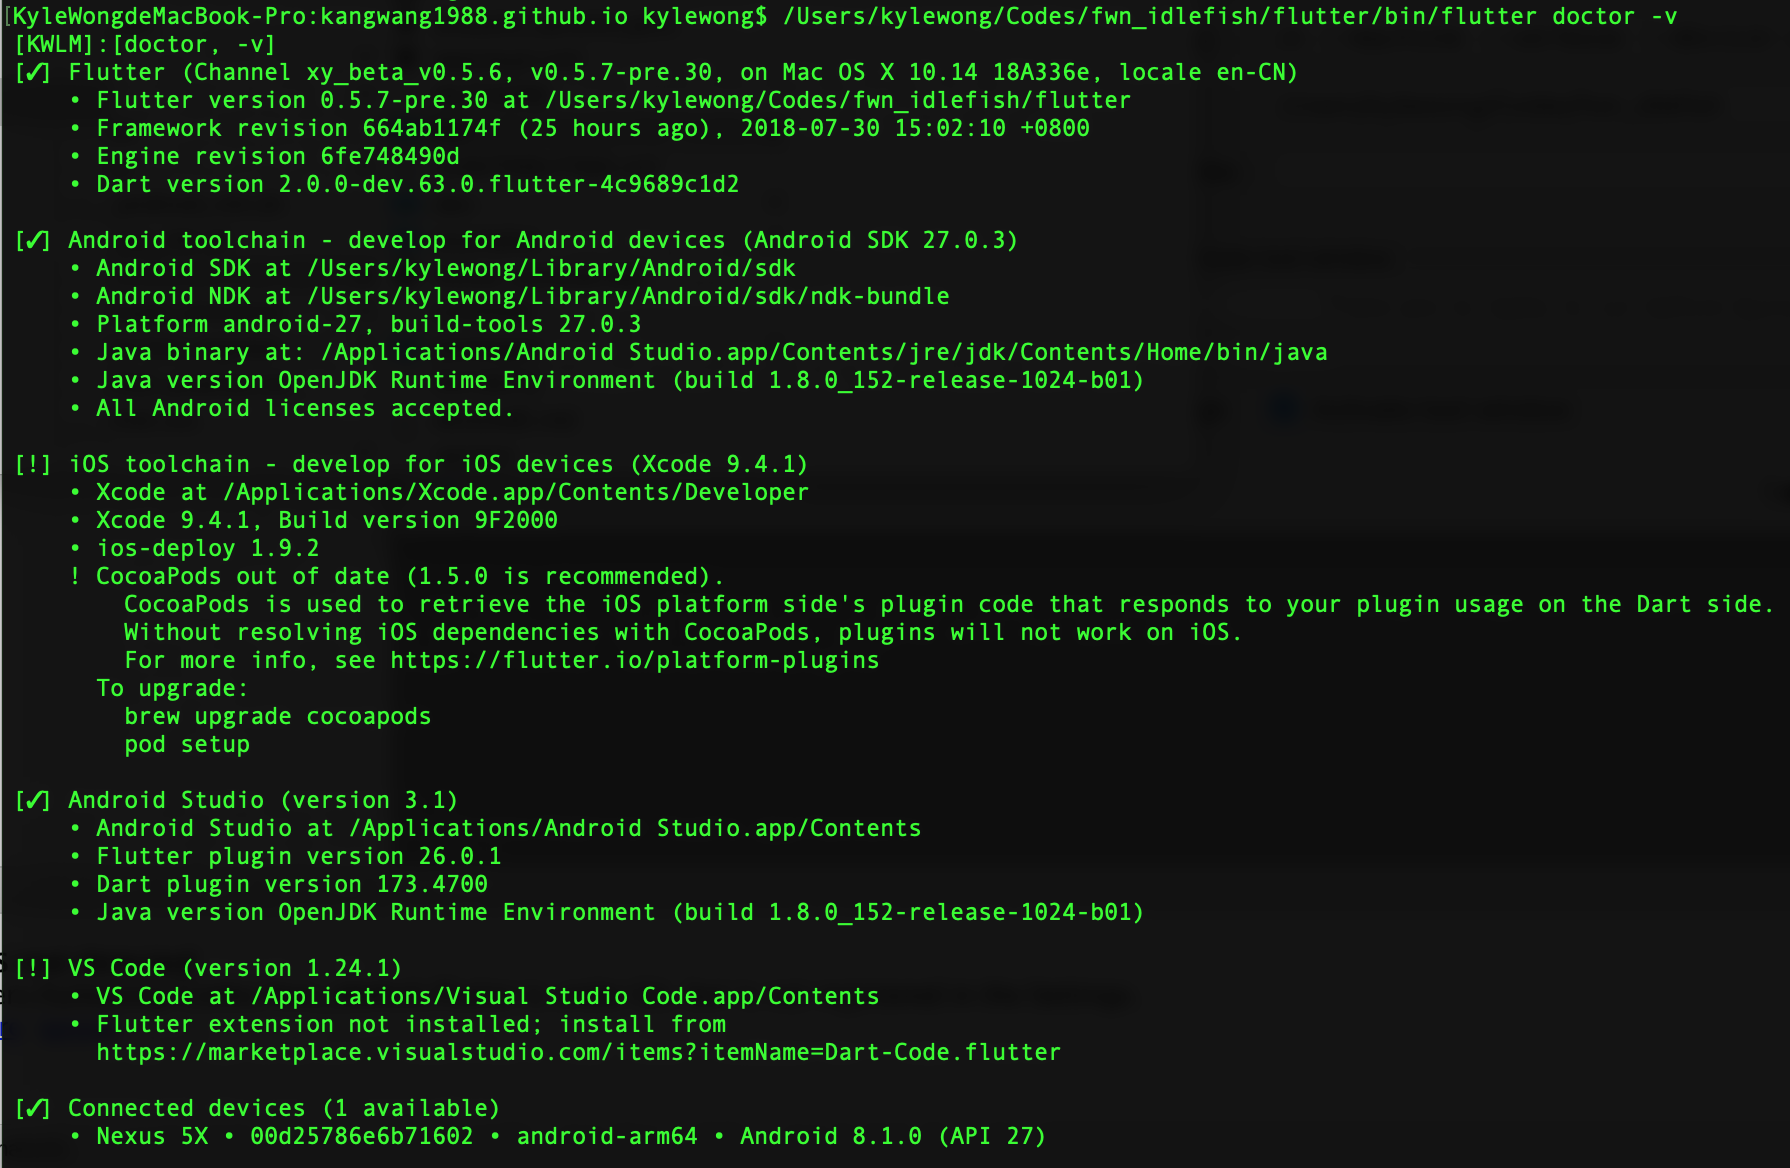 [KyleWongdeMacBook-Pro:kangwang1988.github.io kylewong$ /Users/kylewong/Codes/fwn_idlefish/flutter/bin/flutter doctor -v
[KWLM]:[doctor, -v]
[✓] Flutter (Channel xy_beta_v0.5.6, v0.5.7-pre.30, on Mac OS X 10.14 18A336e, locale en-CN)
• Flutter version 0.5.7-pre.30 at /Users/kylewong/Codes/fwn_idlefish/flutter
• Framework revision 664ab1174f (25 hours ago), 2018-07-30 15:02:10 +0800
• Engine revision 6fe748490d
• Dart version 2.0.0-dev.63.0.flutter-4c9689c1d2
[✓] Android toolchain - develop for Android devices (Android SDK 27.0.3)
• Android SDK at /Users/kylewong/Library/Android/sdk
• Android NDK at /Users/kylewong/Library/Android/sdk/ndk-bundle
• Platform android-27, build-tools 27.0.3
• Java binary at: /Applications/Android Studio.app/Contents/jre/jdk/Contents/Home/bin/java
• Java version OpenJDK Runtime Environment (build 1.8.0_152-release-1024-b01)
• All Android licenses accepted.
[!] iOS toolchain - develop for iOS devices (Xcode 9.4.1)
• Xcode at /Applications/Xcode.app/Contents/Developer
• Xcode 9.4.1, Build version 9F2000
• ios-deploy 1.9.2
! CocoaPods out of date (1.5.0 is recommended).
CocoaPods is used to retrieve the iOS platform side's plugin code that responds to your plugin usage on the Dart side.
Without resolving iOS dependencies with CocoaPods, plugins will not work on iOS.
For more info, see https://flutter.io/platform-plugins
To upgrade:
brew upgrade cocoapods
pod setup
[✓] Android Studio (version 3.1)
• Android Studio at /Applications/Android Studio.app/Contents
• Flutter plugin version 26.0.1
• Dart plugin version 173.4700
• Java version OpenJDK Runtime Environment (build 1.8.0_152-release-1024-b01)
[!] VS Code (version 1.24.1)
• VS Code at /Applications/Visual Studio Code.app/Contents
• Flutter extension not installed; install from
https://marketplace.visualstudio.com/items?itemName=Dart-Code.flutter
[✓] Connected devices (1 available)
• Nexus 5X • 00d25786e6b71602 • android-arm64 • Android 8.1.0 (API 27)